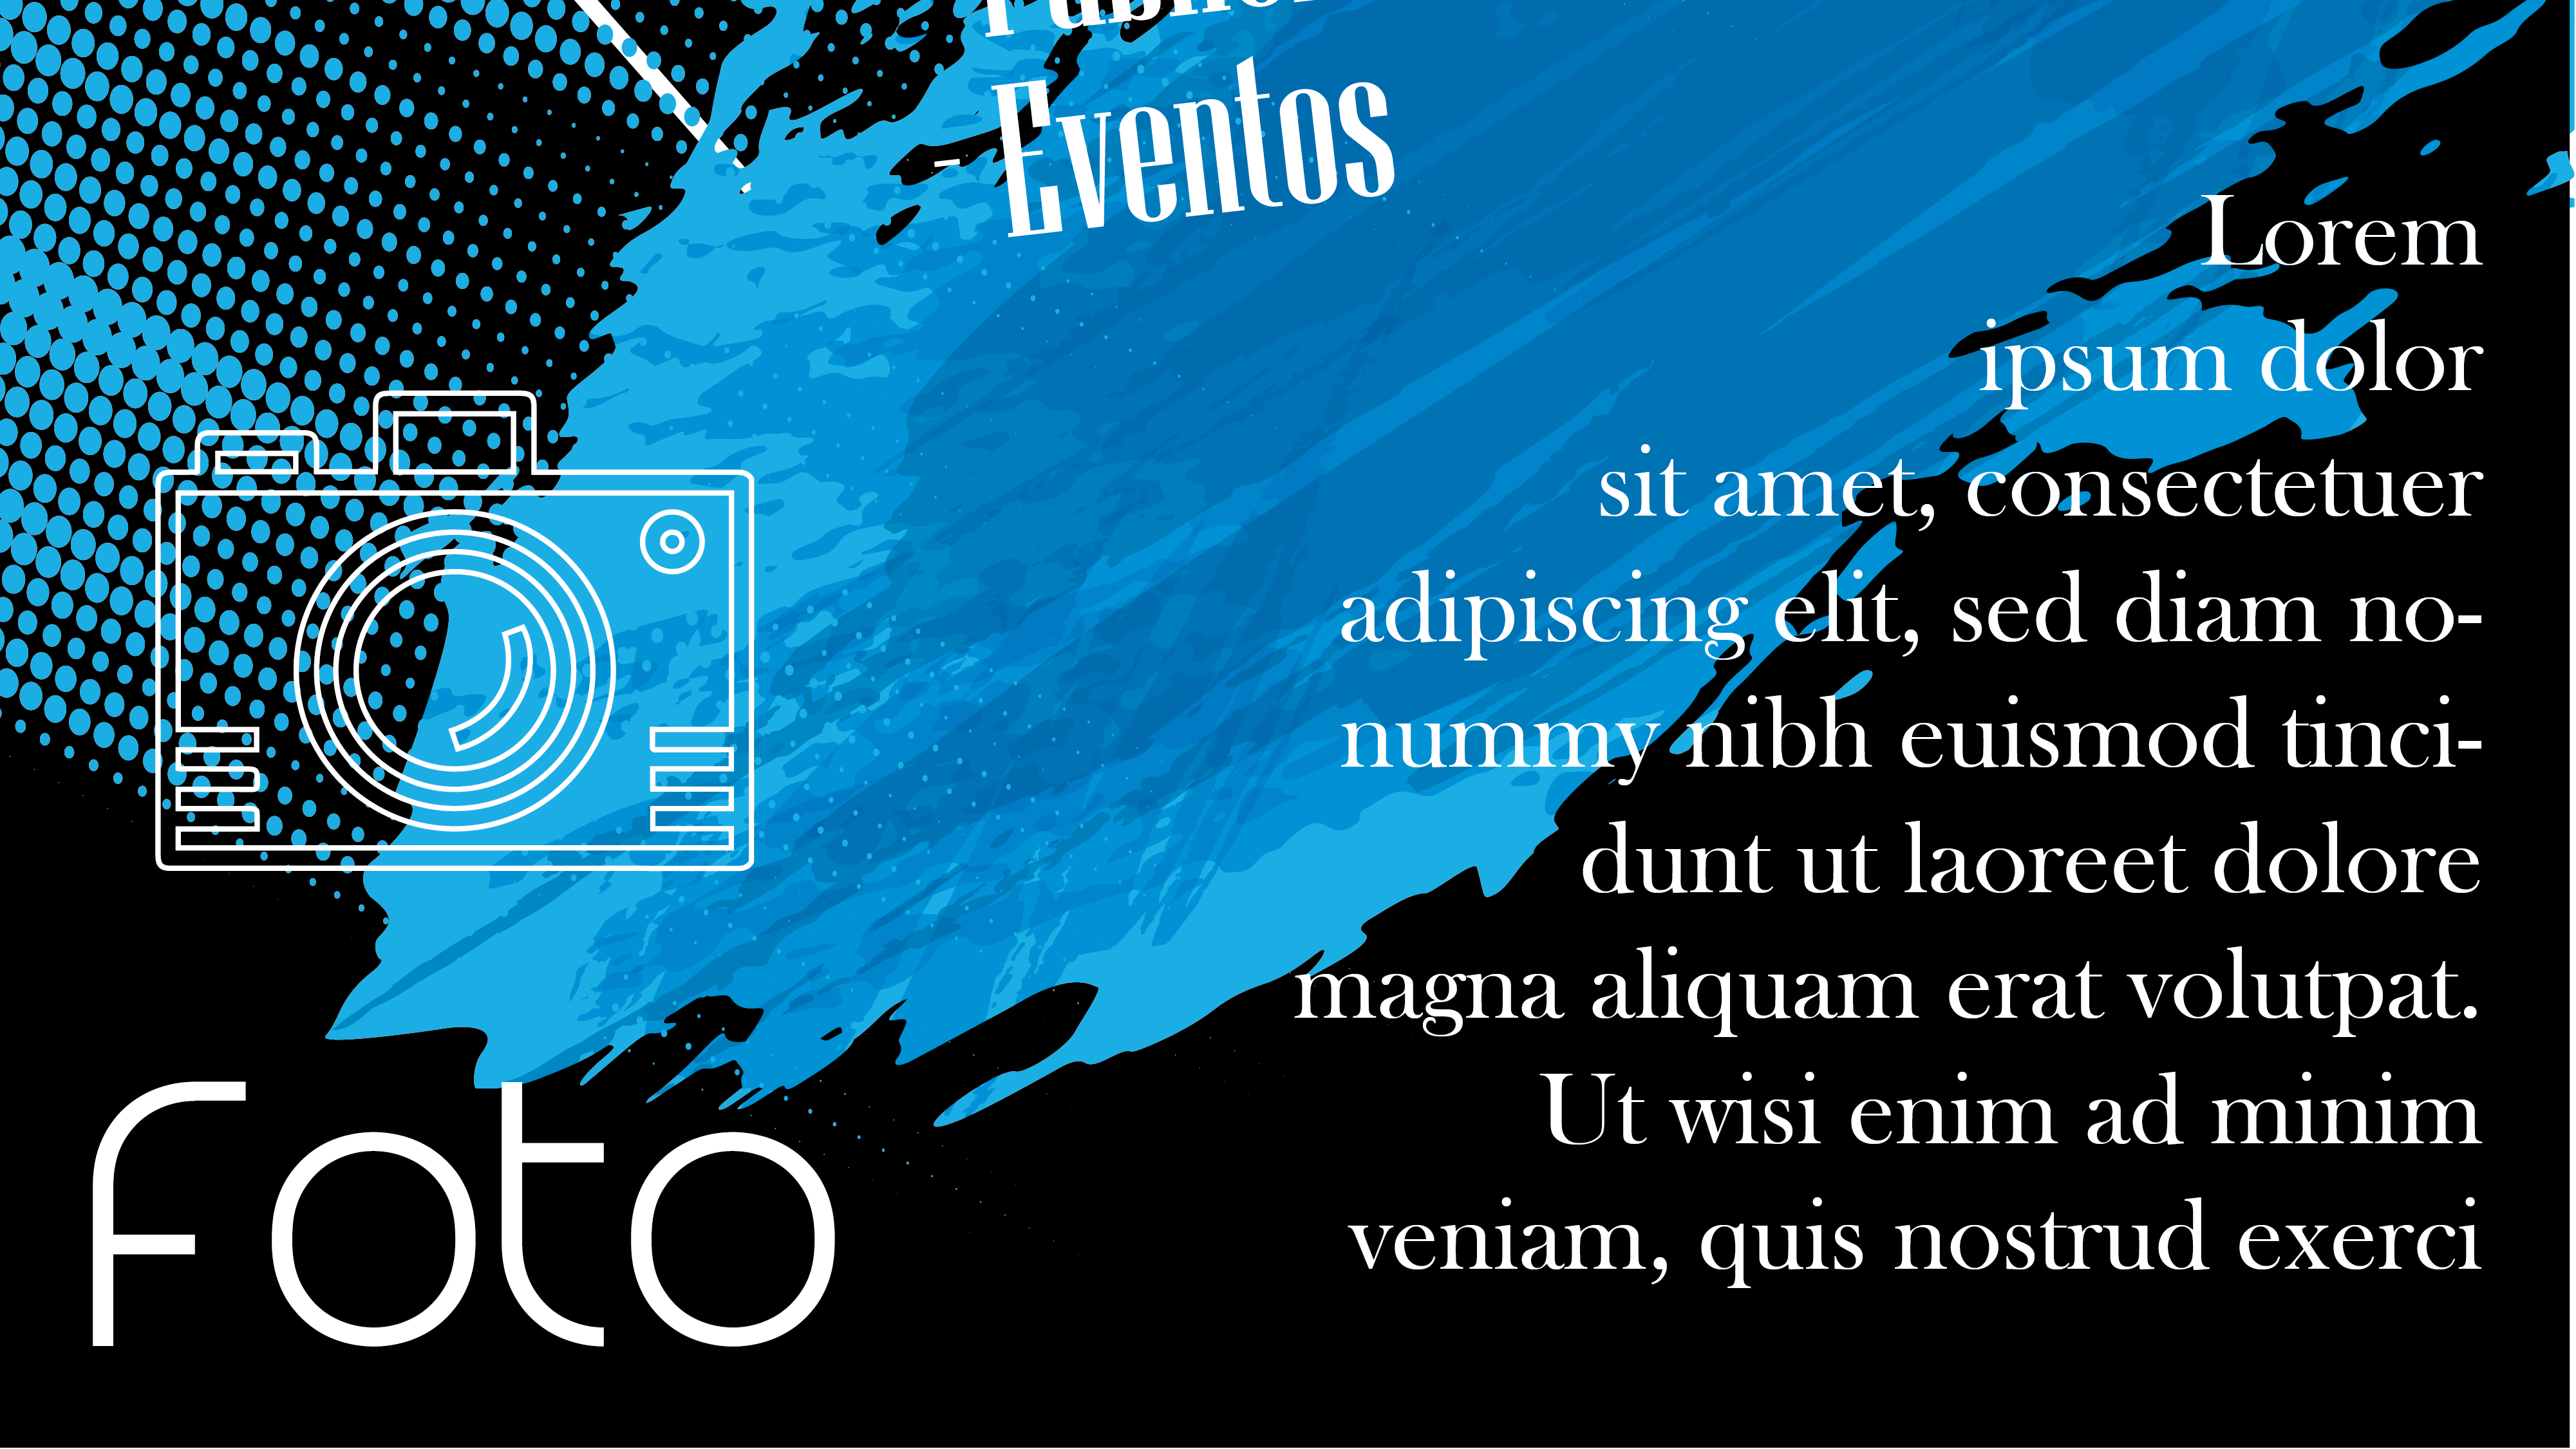 - Eventos
Lorem
ipsum dolor
sit amet, consectetuer
adipiscing elit, sed diam no-
nummy nibh euismod tinci-
dunt ut laoreet dolore
magna aliquam erat volutpat.
Ut wisi enim ad minim
veniam, quis nostrud exerci
Foto